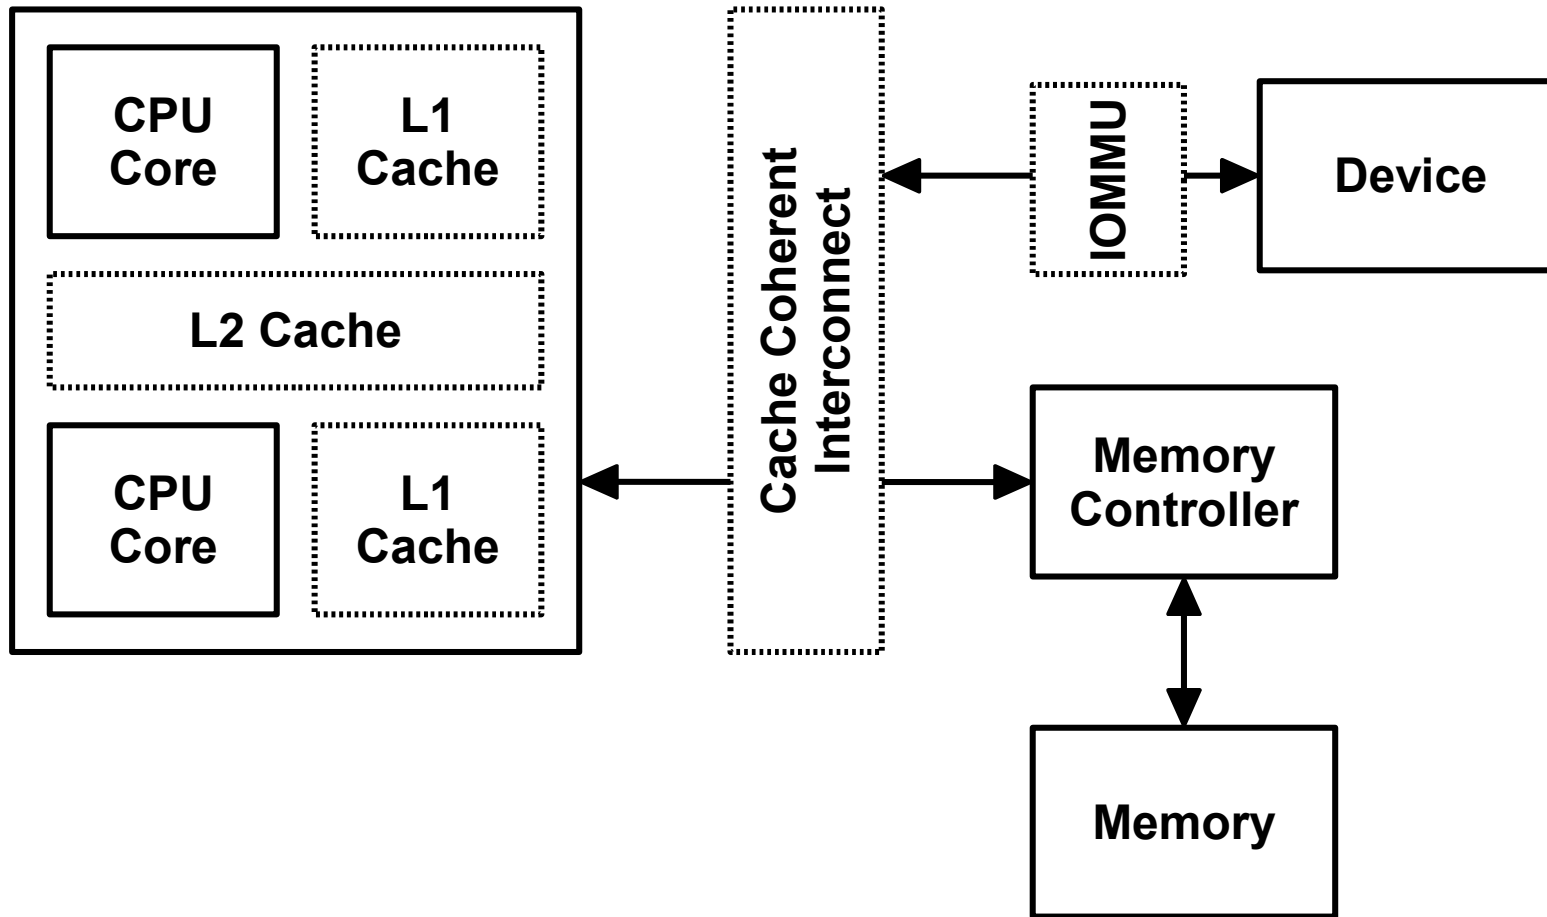 CPU
Core
L1
Cache
L2 Cache
CPU
Core
L1
Cache
Cache Coherent
Interconnect
IOMMU
Device
Memory
Controller
Memory